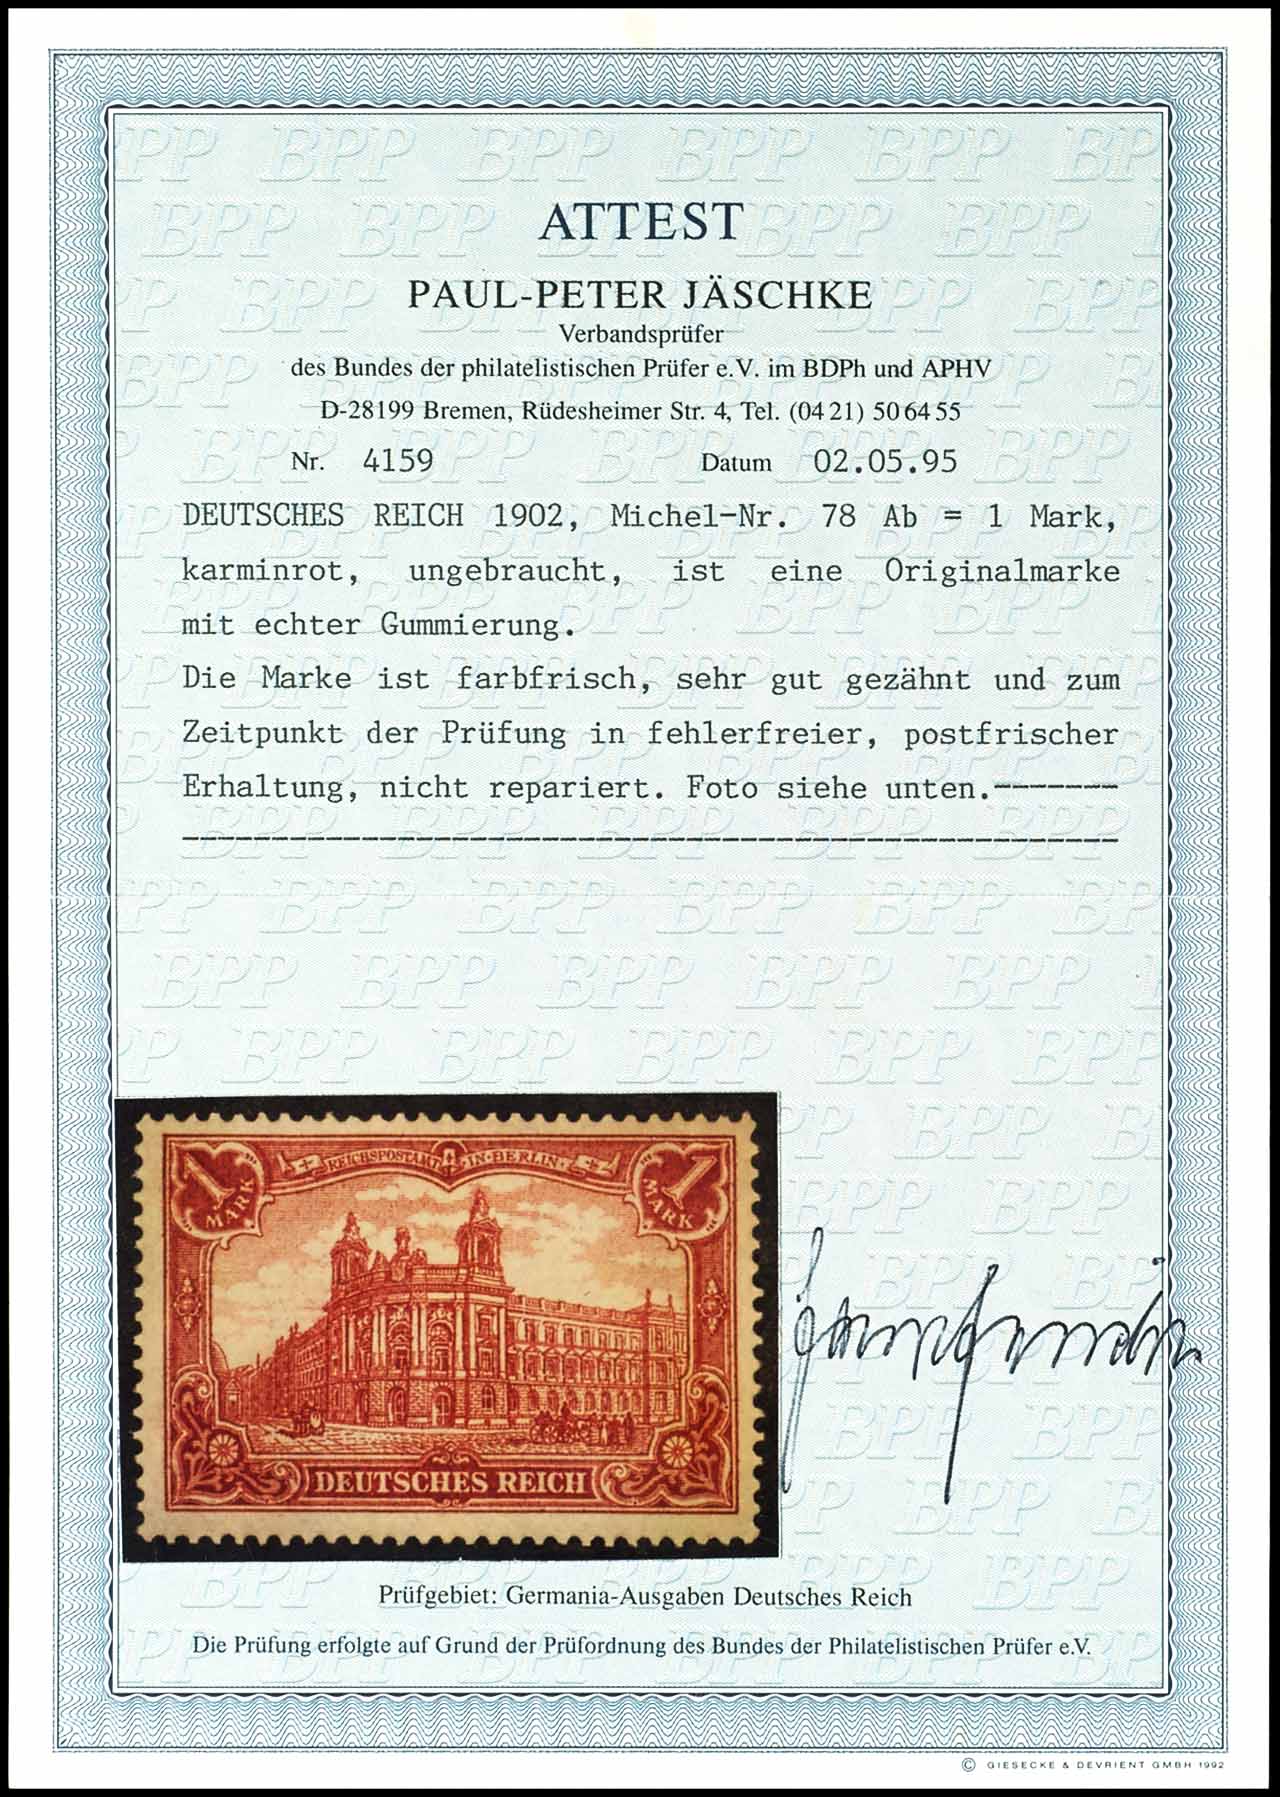 ATTEST
PAUL-PETER JÄSCHKE
Verbandsprüfer
des Bundes der philatelistischen Prüfer e.V. im BDPh und APHV
D-28199 Bremen, Rüdesheimer Str. 4, Tel. (04 21) 50 64 55
Nr. 4159 Datum 02.05.95
DEUTSCHES REICH 1902, Michel-Nr. 78 Ab = 1 Mark,
karminrot, ungebraucht, ist eine Originalmarke
mit echter Gummierung.
Die Marke ist farbfrisch, sehr gut gezähnt und zum
Zeitpunkt der Prüfung in fehlerfreier, postfrischer
Erhaltung, nicht repariert. Foto siehe unten.-------
REICHSPOSTAMT IN BERLIN
1 MARK 1 MARK
DEUTSCHES REICH
Prüfgebiet: Germania-Ausgaben Deutsches Reich
Die Prüfung erfolgte auf Grund der Prüfordnung des Bundes der Philatelistischen Prüfer e.V.
© GIESECKE & DEVRIENT GMBH 1992
BPP